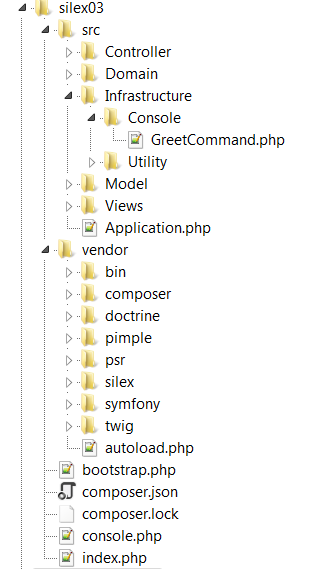 silex03
src
Controller
Domain
Infrastructure
Console
GreetCommand.php
Utility
Model
Views
Application.php
vendor
bin
composer
doctrine
pimple
psr
silex
symfony
twig
autoload.php
bootstrap.php
composer.json
composer.lock
console.php
index.php